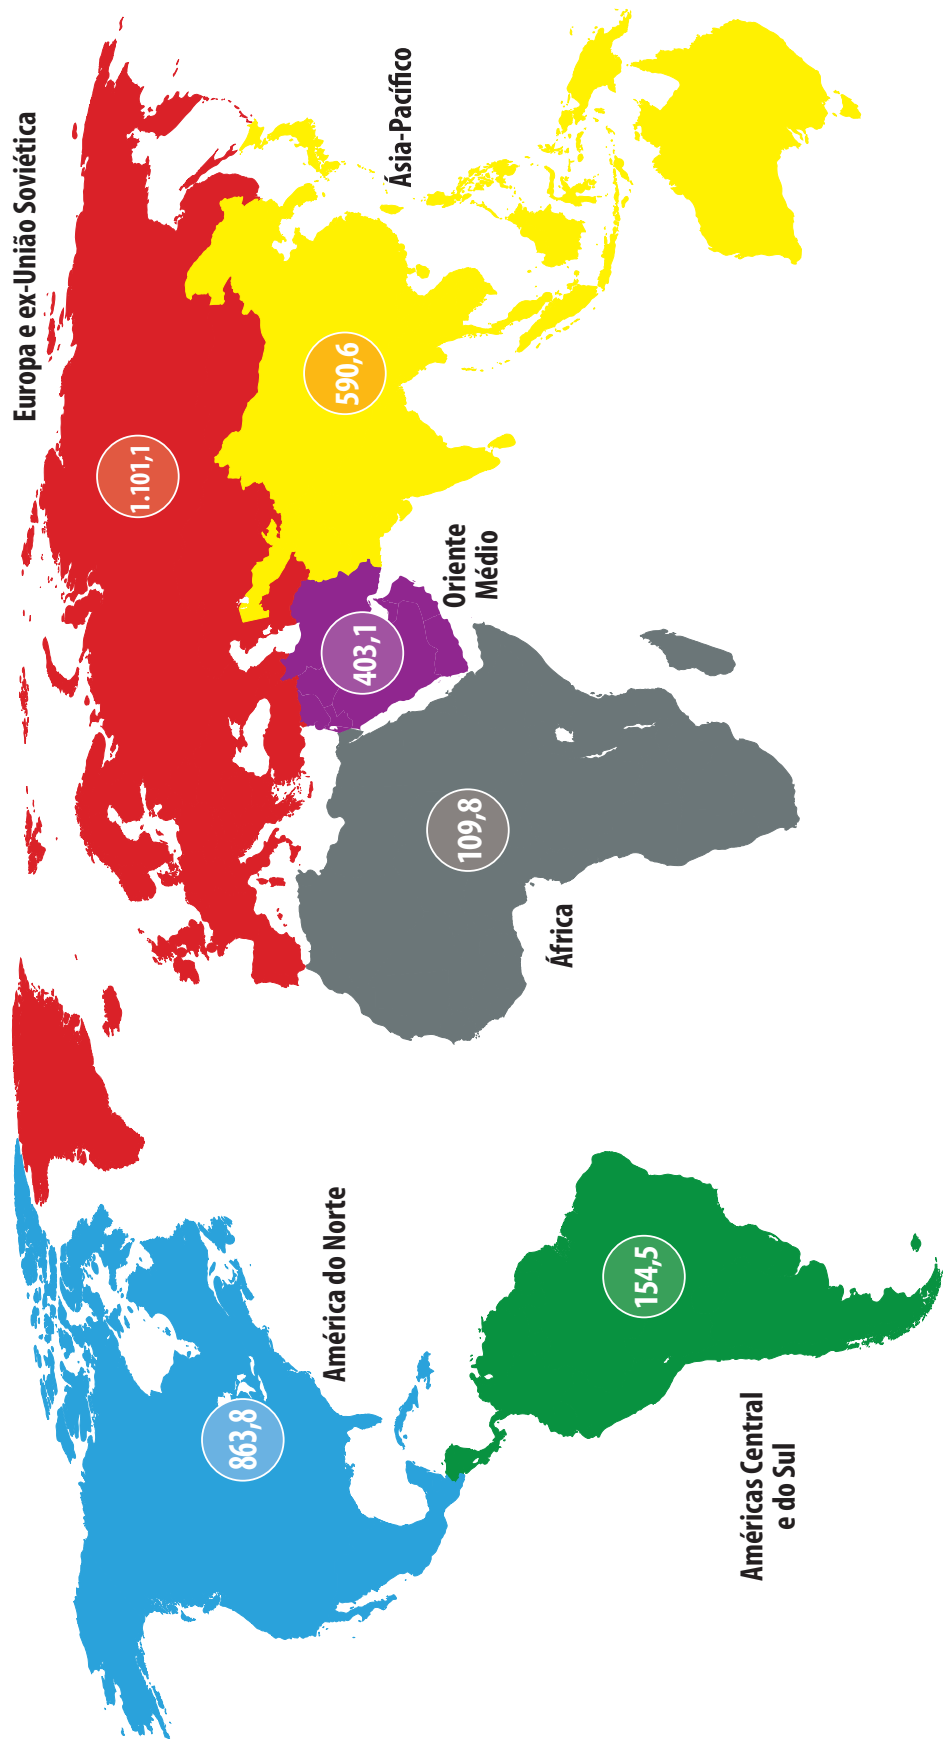 Europa e ex-União Soviética
1.101,1
América do Norte
863,8
Ásia-Pacífico
590,6
Oriente
Médio
403,1
África
109,8
Américas Central
e do Sul
154,5